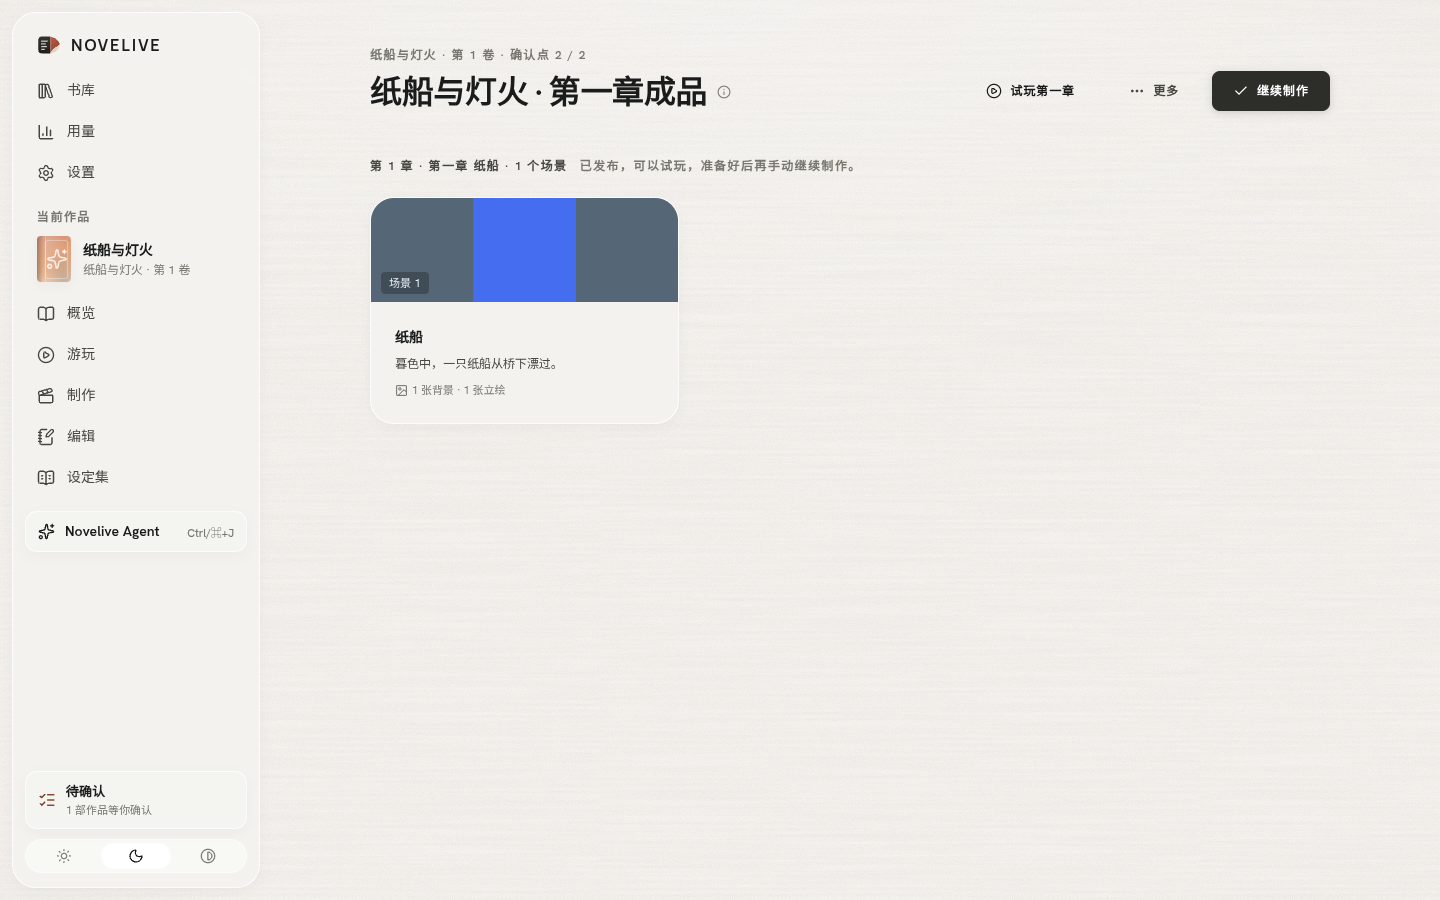 NOVELIVE
书库
用量
设置
当前作品
纸船与灯火
纸船与灯火 · 第 1 卷
概览
游玩
制作
编辑
设定集
Novelive Agent Ctrl/⌘+J
待确认
1 部作品等你确认
纸船与灯火 · 第 1 卷 · 确认点 2 / 2
纸船与灯火 · 第一章成品
试玩第一章
更多
继续制作
第 1 章 · 第一章 纸船 · 1 个场景 已发布，可以试玩，准备好后再手动继续制作。
场景 1
纸船
暮色中，一只纸船从桥下漂过。
1 张背景 · 1 张立绘